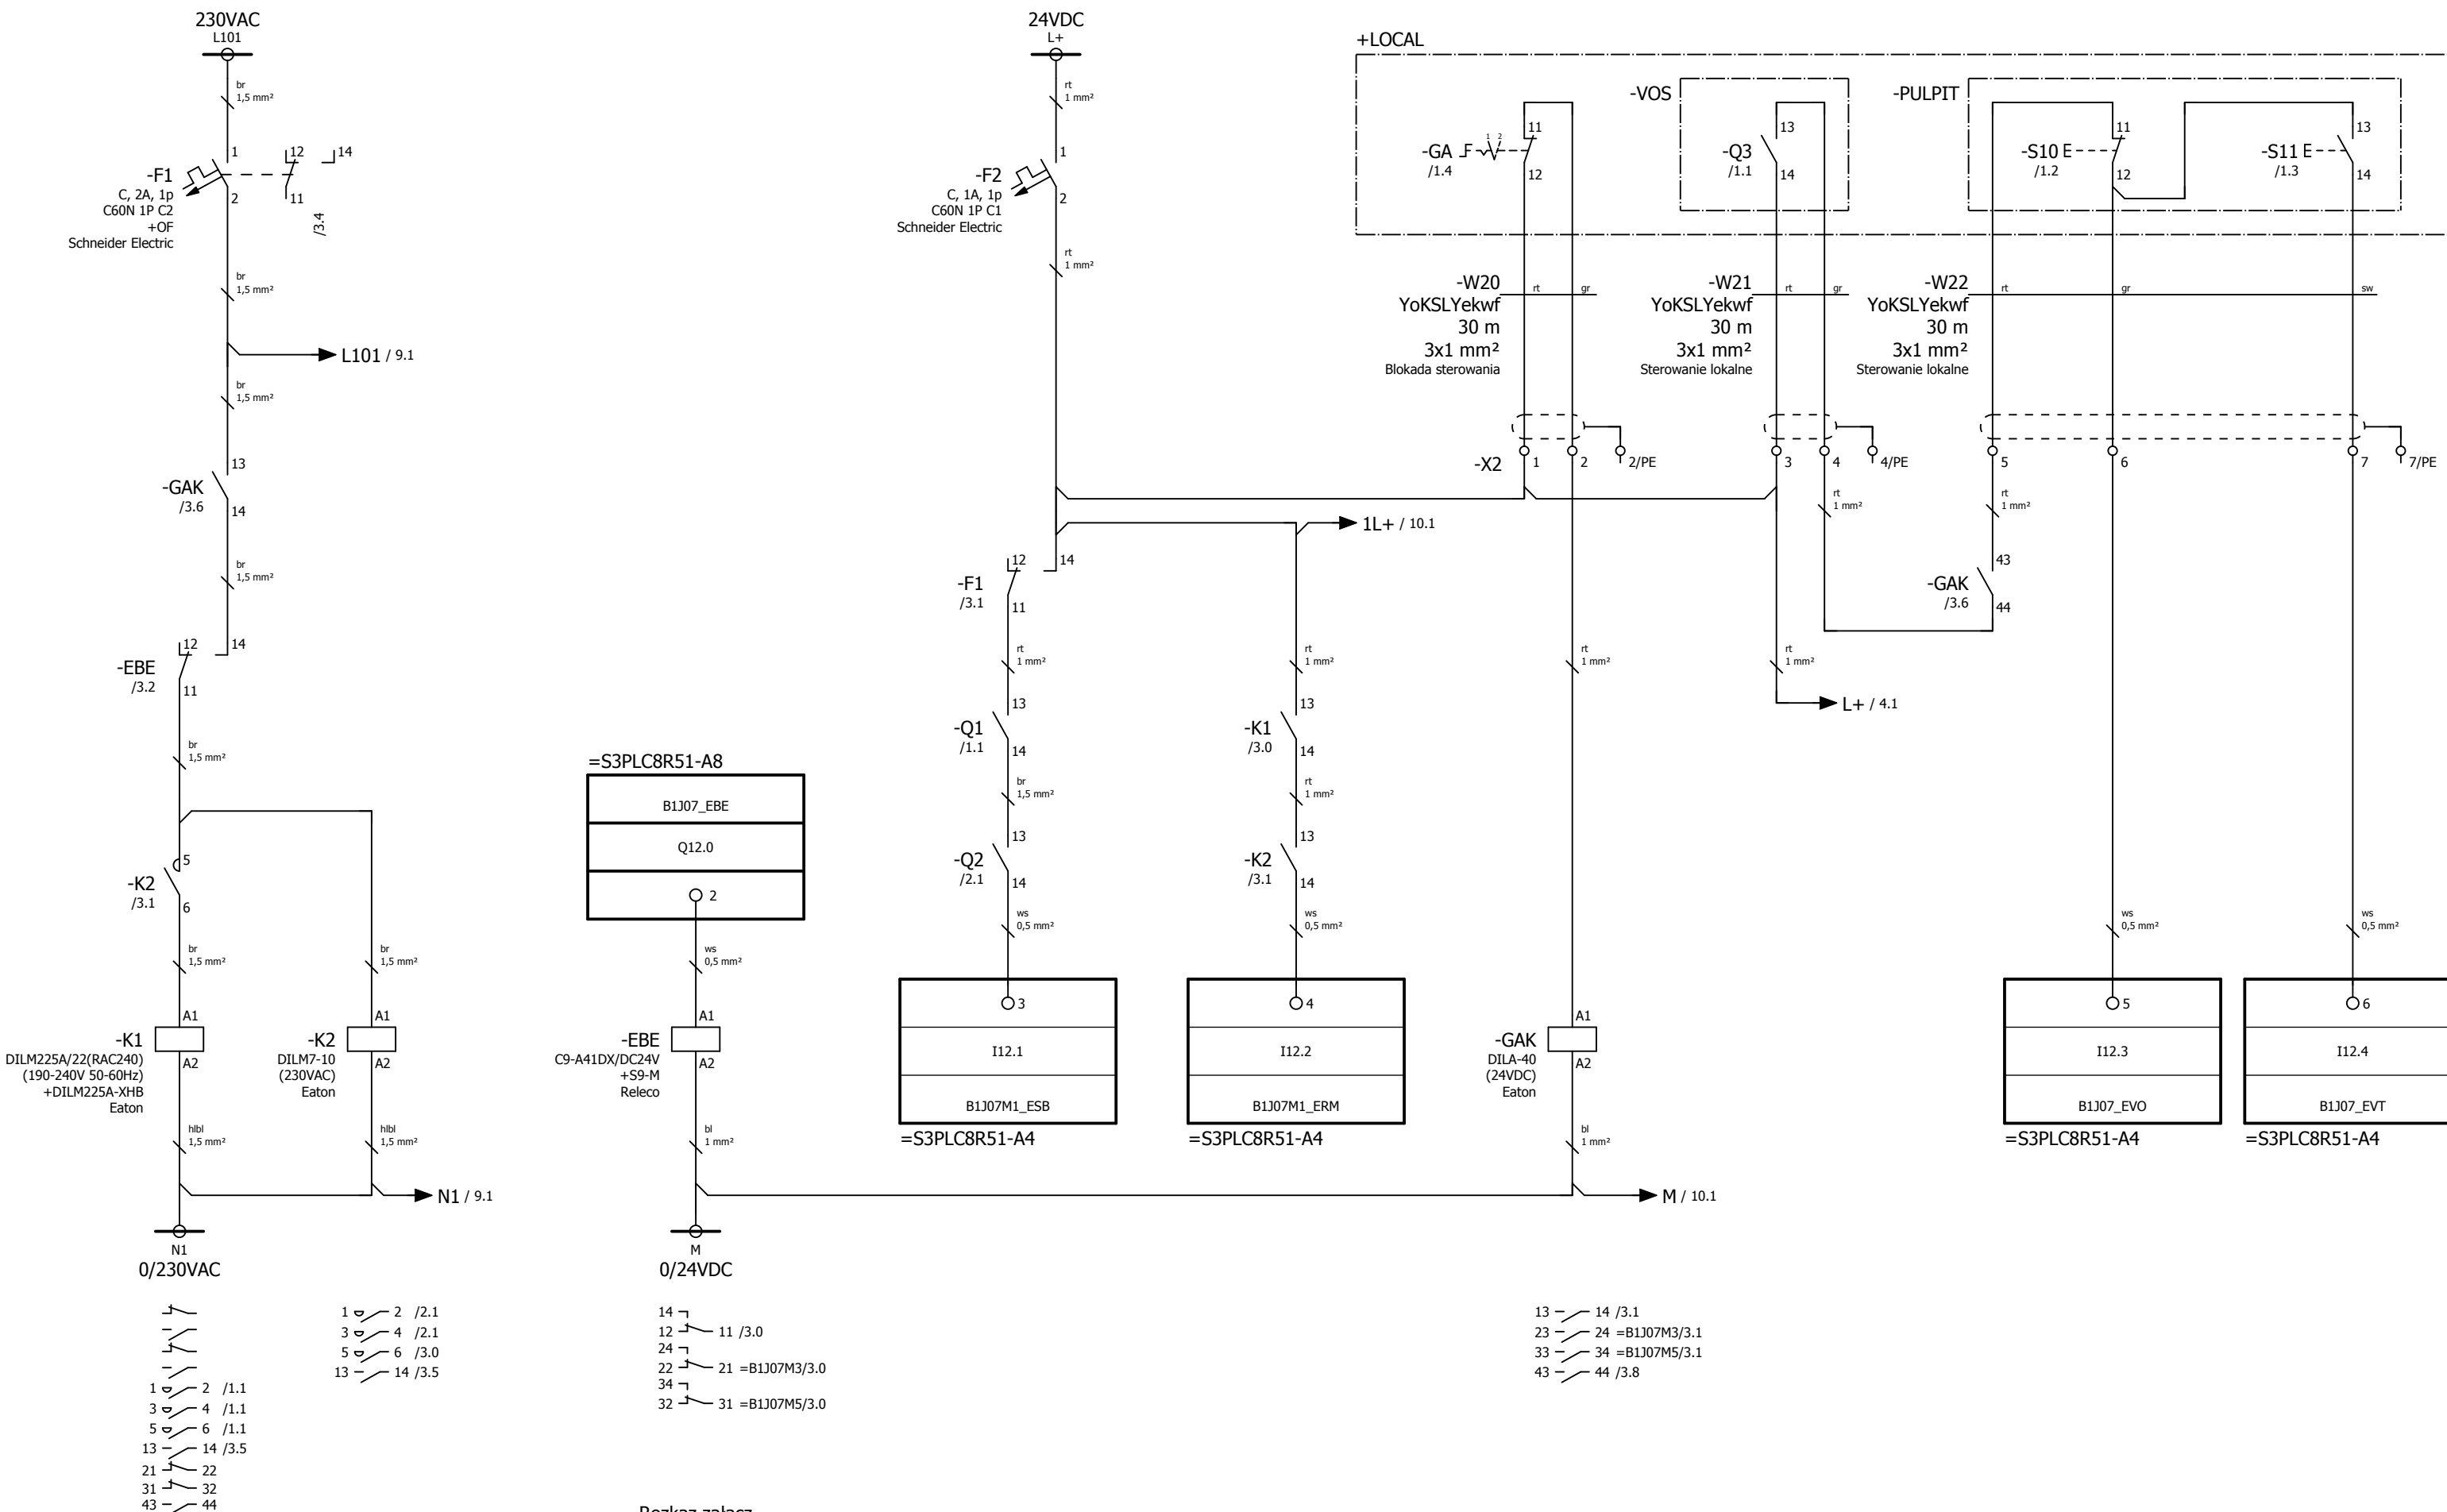 230VAC
L101
br
1,5 mm²
-F1
C, 2A, 1p
C60N 1P C2
+OF
Schneider Electric
1
2
12
14
11
/3.4
br
1,5 mm²
L101 / 9.1
br
1,5 mm²
-GAK
/3.6
13
14
br
1,5 mm²
-EBE
/3.2
12
14
11
br
1,5 mm²
-K2
/3.1
5
6
br
1,5 mm²
br
1,5 mm²
-K1
DILM225A/22(RAC240)
(190-240V 50-60Hz)
+DILM225A-XHB
Eaton
A1
A2
-K2
DILM7-10
(230VAC)
Eaton
A1
A2
hlbl
1,5 mm²
hlbl
1,5 mm²
N1 / 9.1
N1
0/230VAC
=S3PLC8R51-A8
B1J07_EBE
Q12.0
2
ws
0,5 mm²
-EBE
C9-A41DX/DC24V
+S9-M
Releco
A1
A2
bl
1 mm²
M
0/24VDC
24VDC
L+
rt
1 mm²
-F2
C, 1A, 1p
C60N 1P C1
Schneider Electric
1
2
rt
1 mm²
1L+ / 10.1
-F1
/3.1
12
14
11
rt
1 mm²
-Q1
/1.1
13
14
br
1,5 mm²
-Q2
/2.1
13
14
ws
0,5 mm²
3
I12.1
B1J07M1_ESB
=S3PLC8R51-A4
rt
1 mm²
-K1
/3.0
13
14
rt
1 mm²
-K2
/3.1
13
14
ws
0,5 mm²
4
I12.2
B1J07M1_ERM
=S3PLC8R51-A4
+LOCAL
-GA
/1.4
1 2
11
12
-VOS
-Q3
/1.1
13
14
-PULPIT
-S10
/1.2
11
12
-S11
/1.3
13
14
-W20
YoKSLYekwf
30 m
3x1 mm²
Blokada sterowania
rt
gr
-W21
YoKSLYekwf
30 m
3x1 mm²
Sterowanie lokalne
rt
gr
-W22
YoKSLYekwf
30 m
3x1 mm²
Sterowanie lokalne
rt
gr
sw
-X2
1
2
2/PE
3
4
4/PE
5
6
7
7/PE
rt
1 mm²
rt
1 mm²
-GAK
/3.6
43
44
rt
1 mm²
rt
1 mm²
L+ / 4.1
-GAK
DILA-40
(24VDC)
Eaton
A1
A2
bl
1 mm²
M / 10.1
ws
0,5 mm²
5
I12.3
B1J07_EVO
=S3PLC8R51-A4
ws
0,5 mm²
6
I12.4
B1J07_EVT
=S3PLC8R51-A4
1 2 /1.1
3 4 /1.1
5 6 /1.1
13 14 /3.5
21 22
31 32
43 44
1 2 /2.1
3 4 /2.1
5 6 /3.0
13 14 /3.5
14
12 11 /3.0
24
22 21 =B1J07M3/3.0
34
32 31 =B1J07M5/3.0
13 14 /3.1
23 24 =B1J07M3/3.1
33 34 =B1J07M5/3.1
43 44 /3.8